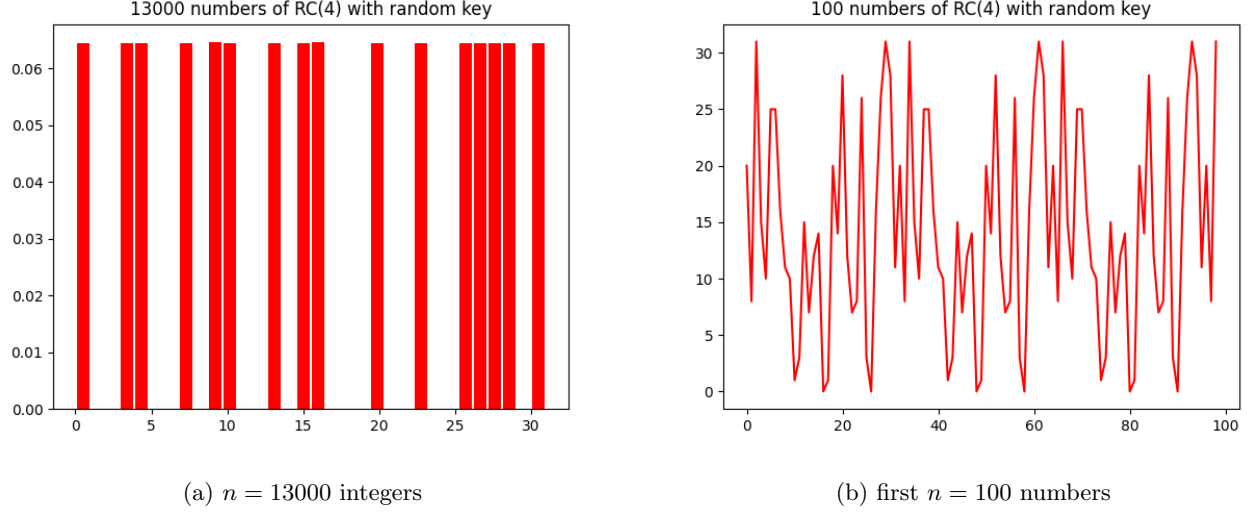 13000 numbers of RC(4) with random key
0.06
0.05
0.04
0.03
0.02
0.01
0.00
0 5 10 15 20 25 30
(a) n = 13000 integers
100 numbers of RC(4) with random key
30
25
20
15
10
5
0
0 20 40 60 80 100
(b) first n = 100 numbers